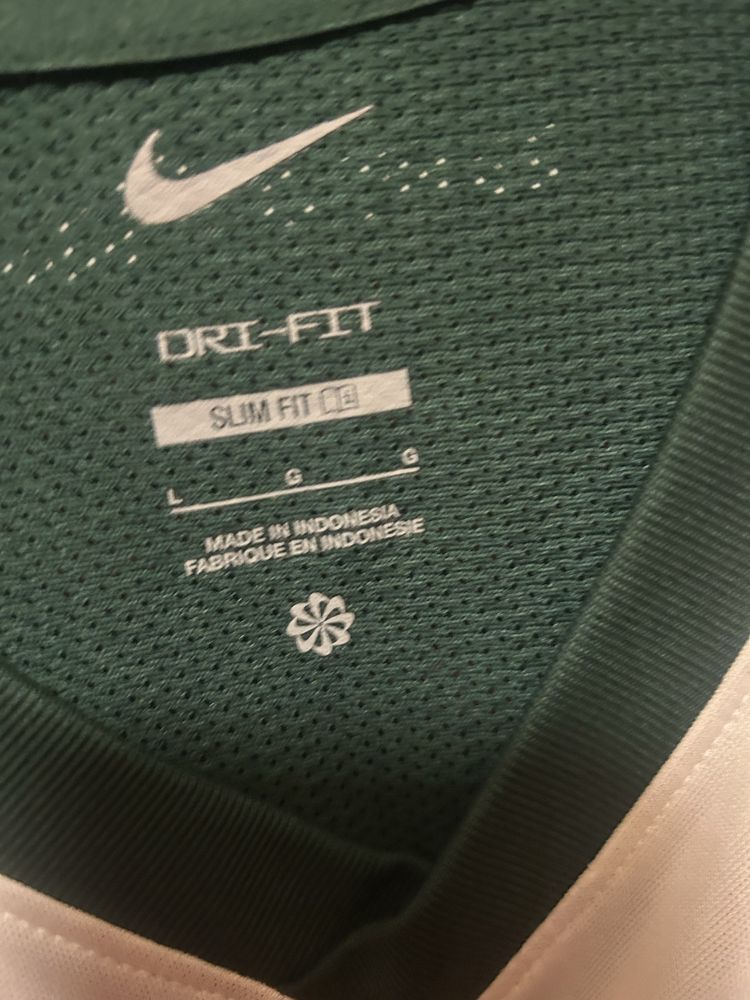 DRI-FIT
SLIM FIT
L G G
MADE IN INDONESIA
FABRIQUE EN INDONESIE